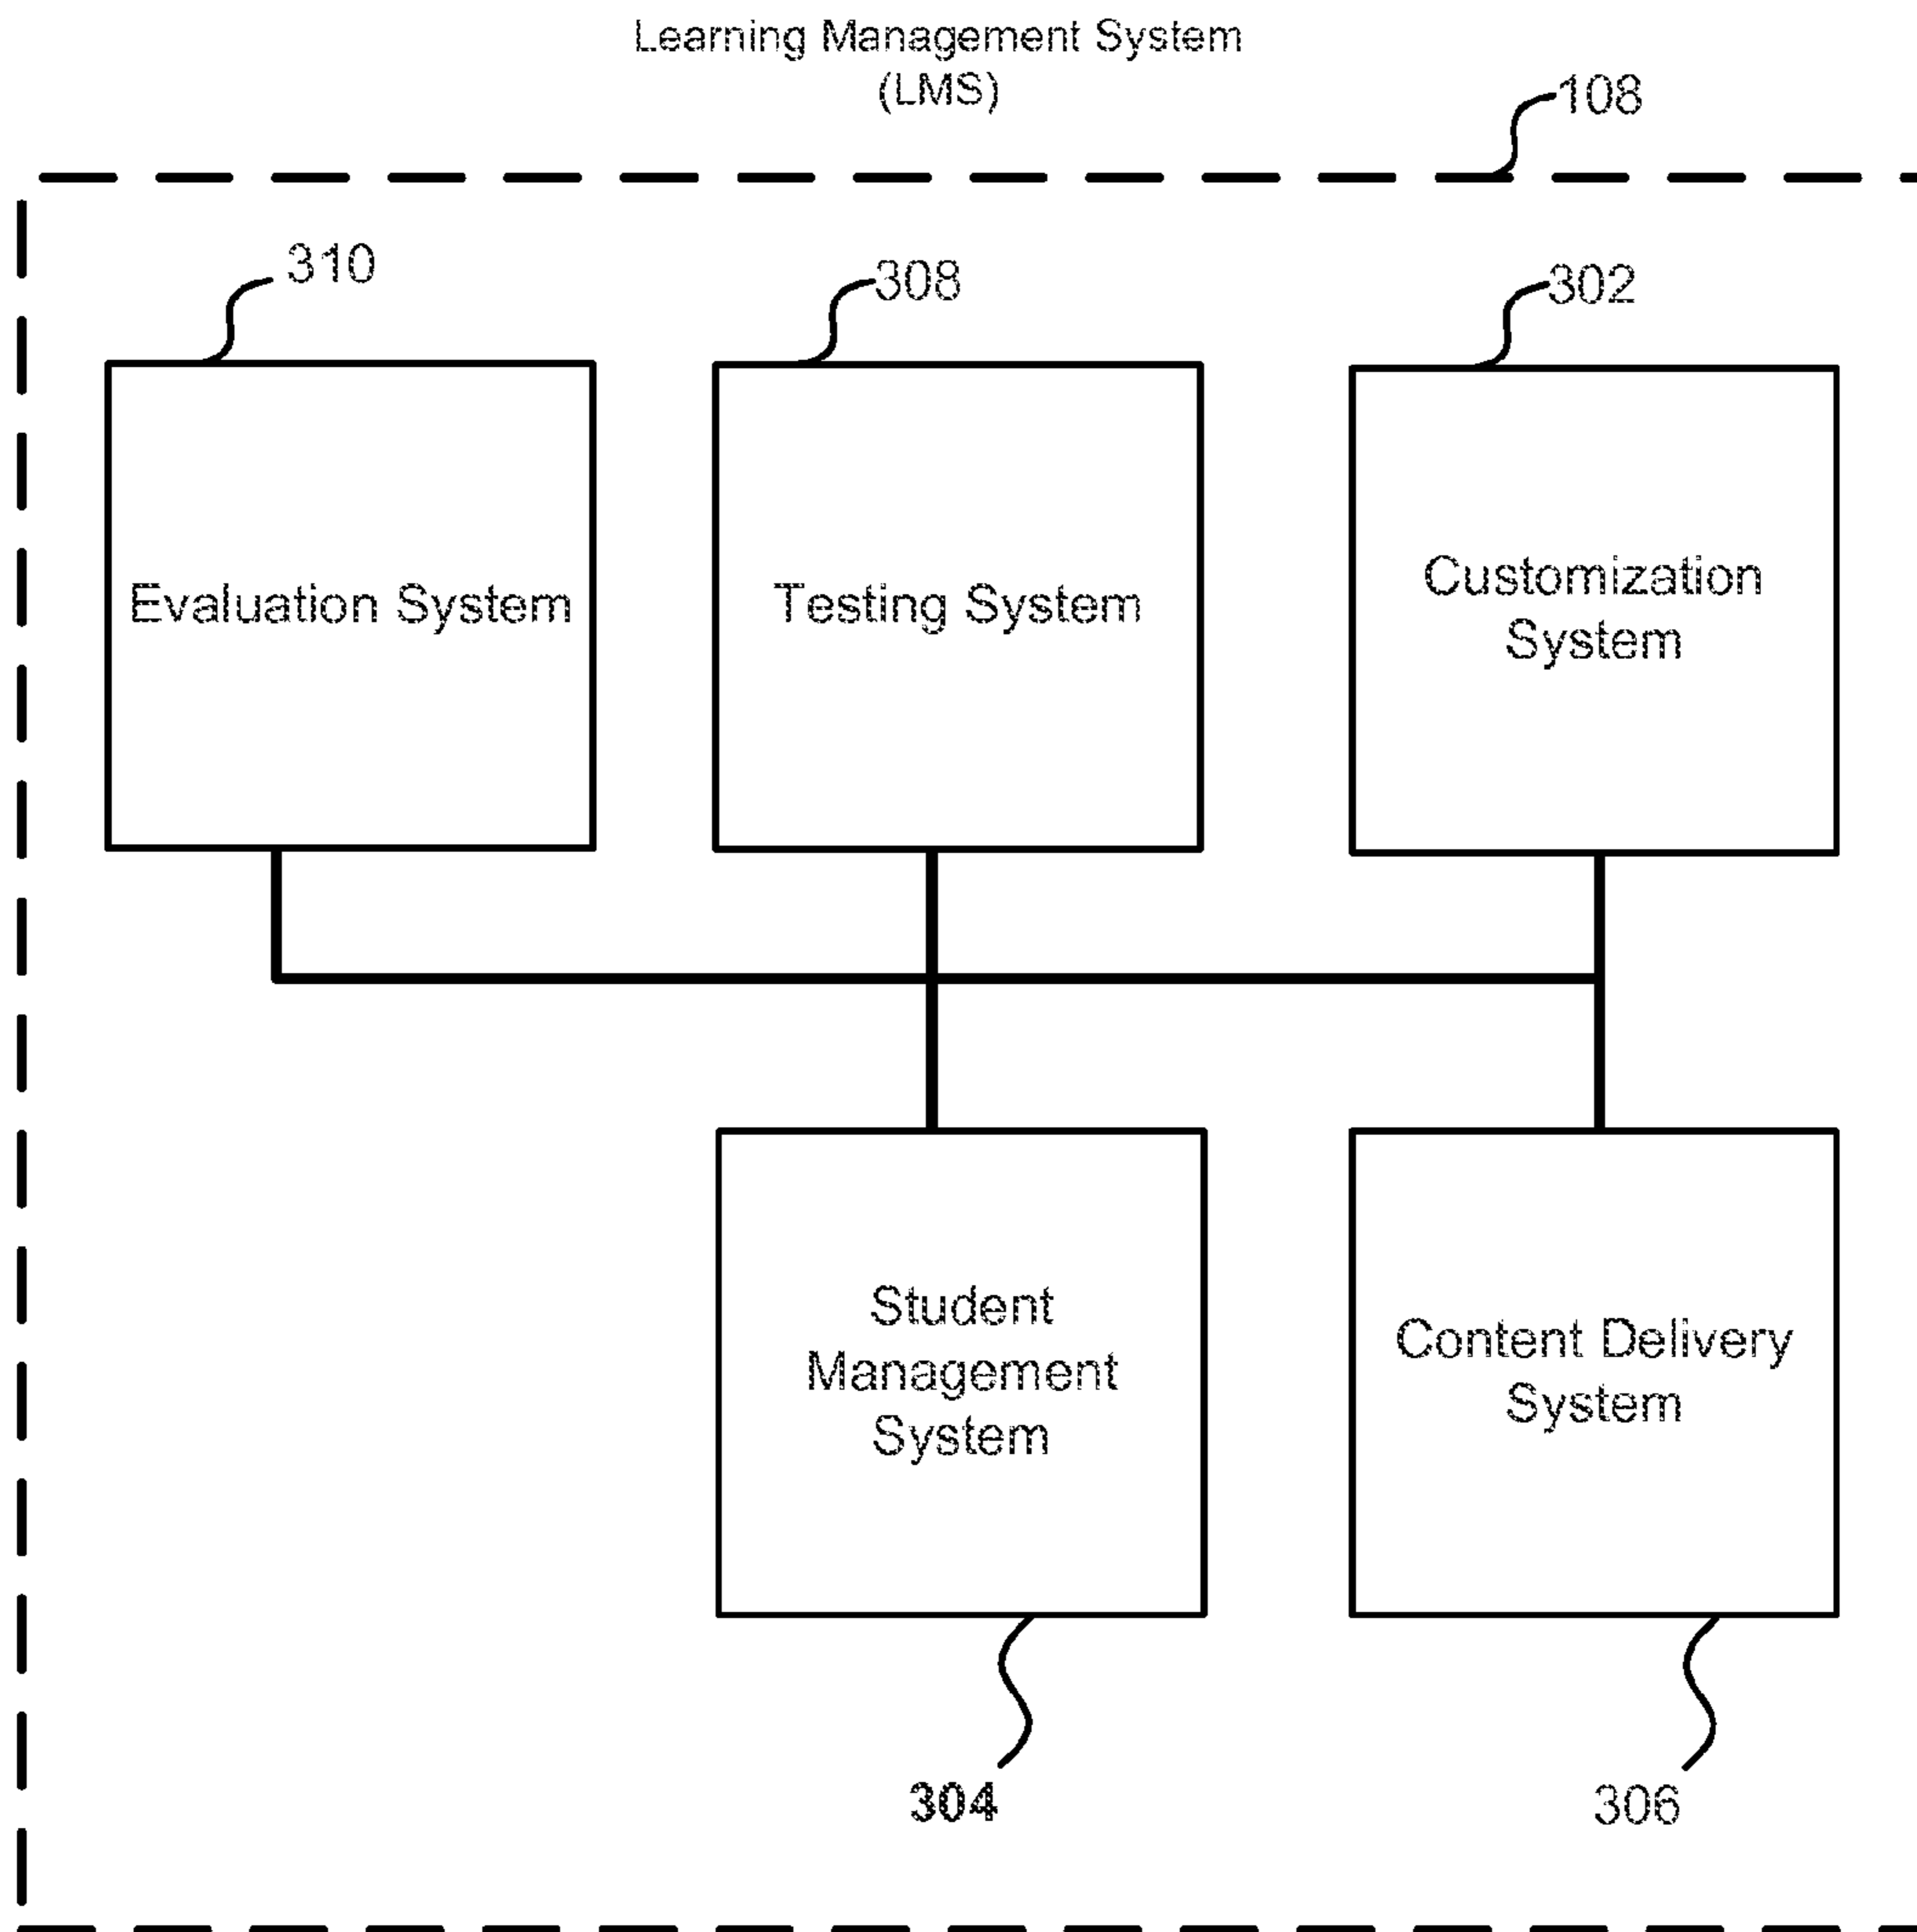 Learning Management System
(LMS)
108
310
308
302
Evaluation System
Testing System
Customization
System
Student
Management
System
Content Delivery
System
304
306